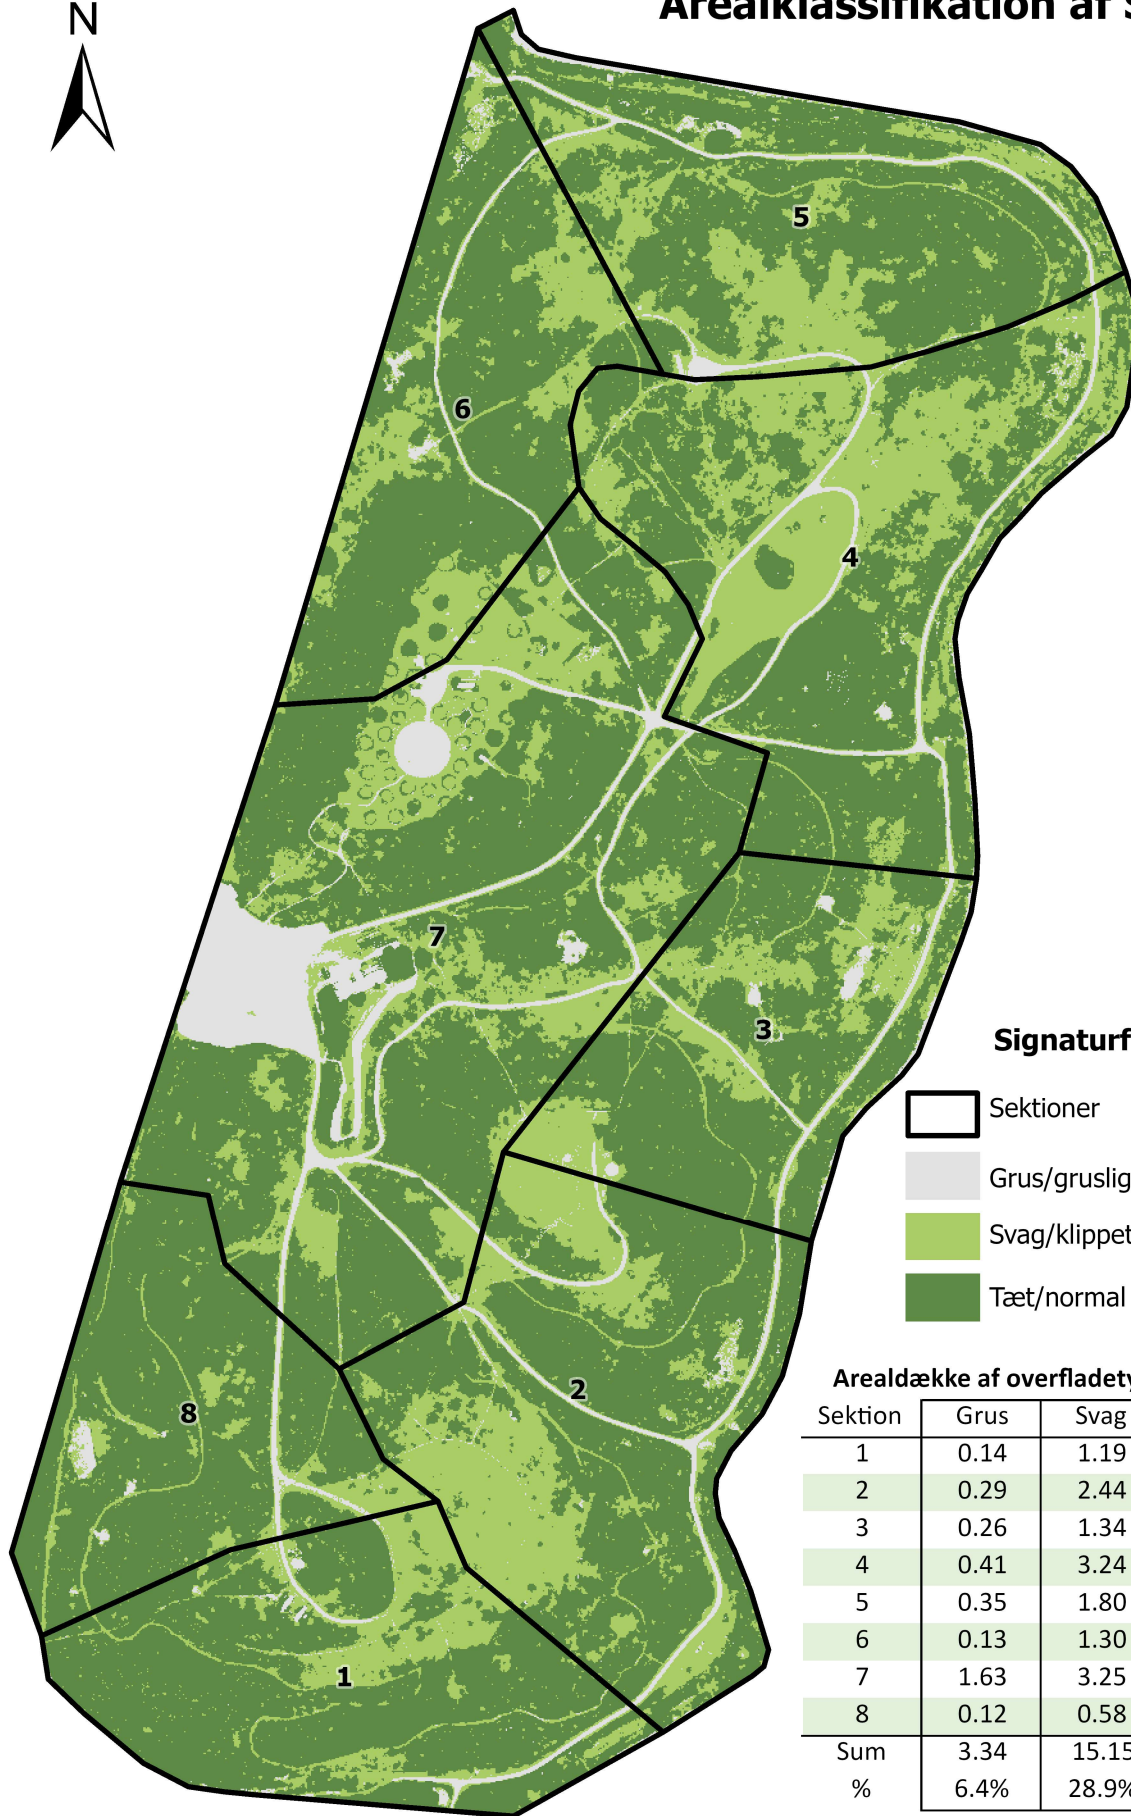 N
Arealklassifikation af
5
6
4
7
3
2
8
1
Sektioner
Grus/gruslig
Svag/klippet
Tæt/normal
Arealdække af
Sektion Grus Svag
1 0.14 1.19
2 0.29 2.44
3 0.26 1.34
4 0.41 3.24
5 0.35 1.80
6 0.13 1.30
7 1.63 3.25
8 0.12 0.58
Sum 3.34 15.15
% 6.4% 28.9%